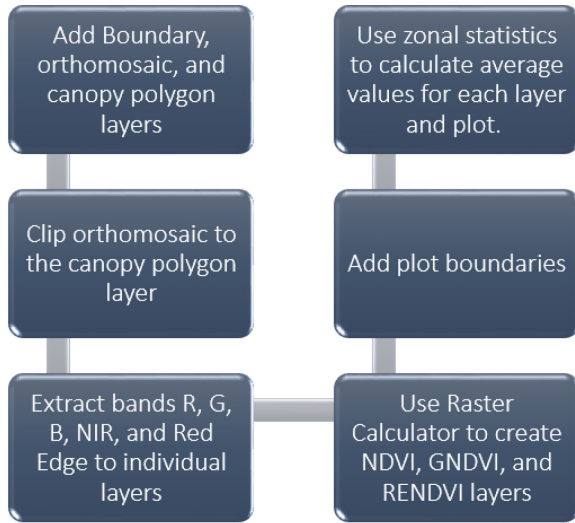 Add Boundary,
orthomosaic, and
canopy polygon
layers
Clip orthomosaic to
the canopy polygon
layer
Extract bands R, G,
B, NIR, and Red
Edge to individual
layers
Use Raster
Calculator to create
NDVI, GNDVI, and
RENDVI layers
Add plot boundaries
Use zonal statistics
to calculate average
values for each layer
and plot.